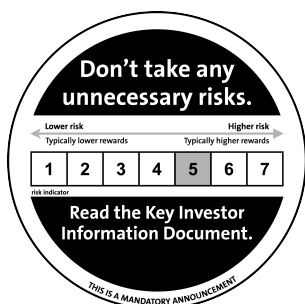 Don't take any
unnecessary risks.
Lower risk Higher risk
Typically lower rewards Typically higher rewards
1 2 3 4 5 6 7
risk indicator
Read the Key Investor
Information Document.
THIS IS A MANDATORY ANNOUNCEMENT